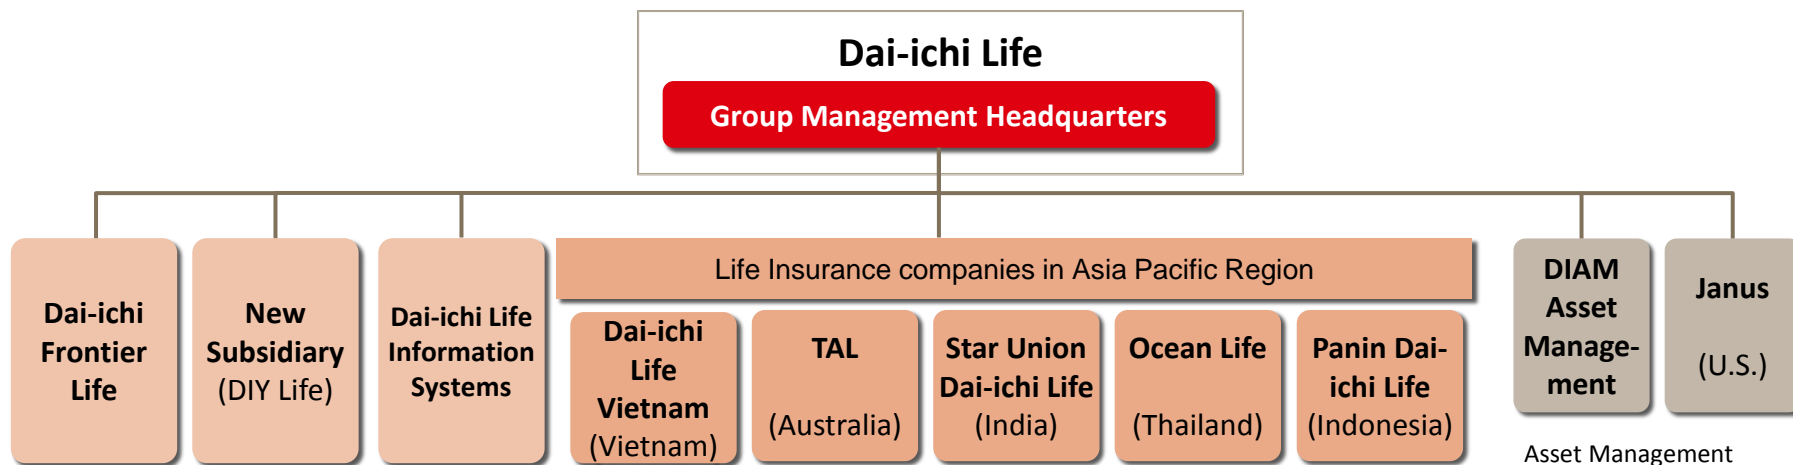 Dai-ichi Life
Group Management Headquarters
Dai-ichi
Frontier
Life
New
Subsidiary
(DIY Life)
Dai-ichi Life
Information
Systems
Life Insurance companies in Asia Pacific Region
Dai-ichi
Life
Vietnam
(Vietnam)
TAL
(Australia)
Star Union
Dai-ichi Life
(India)
Ocean Life
(Thailand)
Panin Dai-
ichi Life
(Indonesia)
DIAM
Asset
Manage-
ment
Janus
(U.S.)
Asset Management